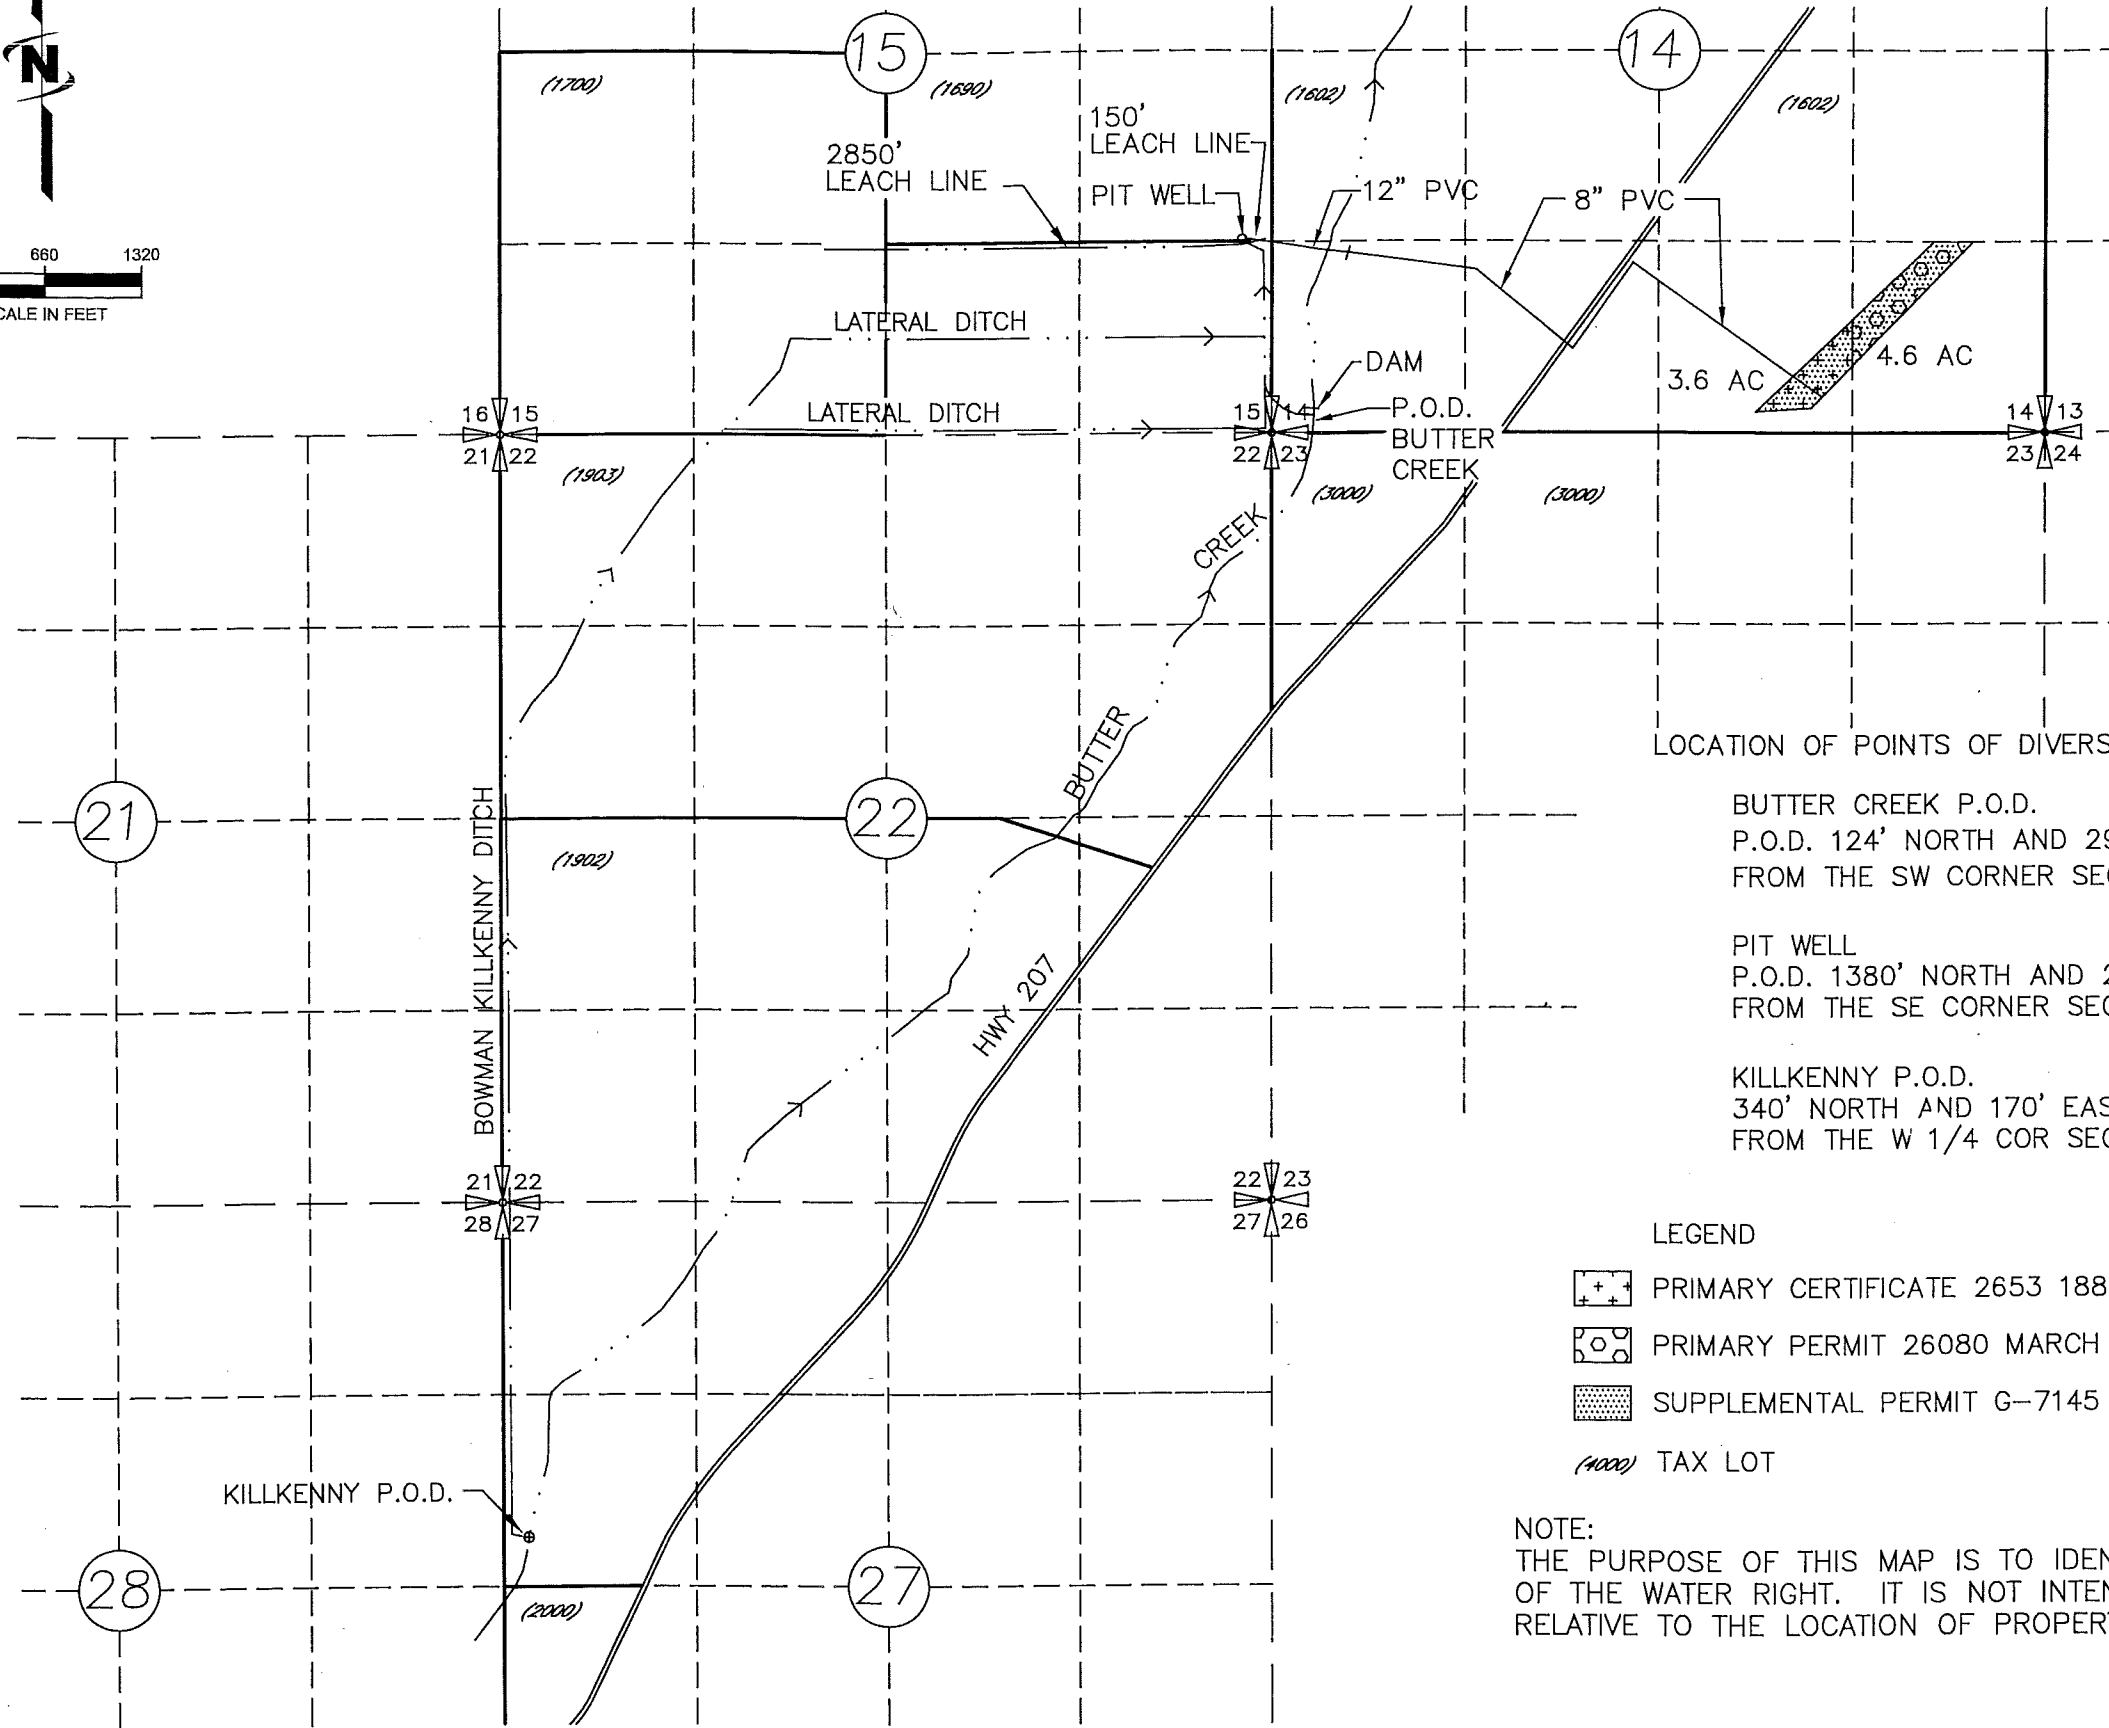 N
660 1320
CALE IN FEET
15
14
(1700)
(1690)
(1602)
(1602)
150'
LEACH LINE
2850'
LEACH LINE
PIT WELL
12" PVC
8" PVC
LATERAL DITCH
DAM
3.6 AC
4.6 AC
LATERAL DITCH
P.O.D.
BUTTER
CREEK
16 15
21 22
15 14
22 23
14 13
23 24
(1903)
(3000)
(3000)
BUTTER CREEK
21
22
BOWMAN KILLKENNY DITCH
(1902)
HWY 207
21 22
28 27
22 23
27 26
KILLKENNY P.O.D.
28
27
(2000)
LOCATION OF POINTS OF DIVERS
BUTTER CREEK P.O.D.
P.O.D. 124' NORTH AND 29
FROM THE SW CORNER SEC
PIT WELL
P.O.D. 1380' NORTH AND 2
FROM THE SE CORNER SEC
KILLKENNY P.O.D.
340' NORTH AND 170' EAS
FROM THE W 1/4 COR SEC
LEGEND
PRIMARY CERTIFICATE 2653 188
PRIMARY PERMIT 26080 MARCH
SUPPLEMENTAL PERMIT G-7145
(4000) TAX LOT
NOTE:
THE PURPOSE OF THIS MAP IS TO IDEN
OF THE WATER RIGHT. IT IS NOT INTEN
RELATIVE TO THE LOCATION OF PROPER